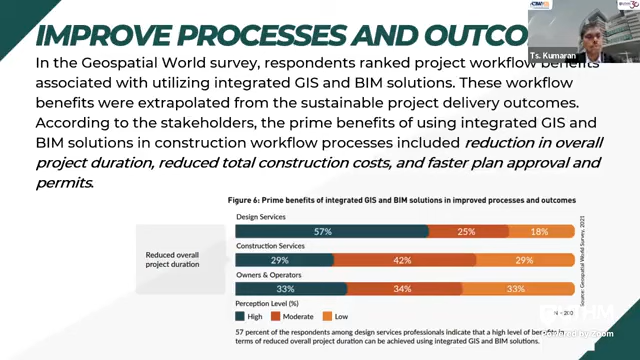 IMPROVE PROCESSES AND OUTCO
Ts. Kumaran
In the Geospatial World survey, respondents ranked project workflow benefits
associated with utilizing integrated GIS and BIM solutions. These workflow
benefits were extrapolated from the sustainable project delivery outcomes.
According to the stakeholders, the prime benefits of using integrated GIS and
BIM solutions in construction workflow processes included reduction in overall
project duration, reduced total construction costs, and faster plan approval and
permits.
Figure 6: Prime benefits of integrated GIS and BIM solutions in improved processes and outcomes
Reduced overall
project duration
Design Services
57% 25% 18%
Construction Services
29% 42% 29%
Owners & Operators
33% 34% 33%
Perception Level (%)
High Moderate Low
Source: Geospatial World Survey, 2021
57 percent of the respondents among design services professionals indicate that a high level of benefit in
terms of reduced overall project duration can be achieved using integrated GIS and BIM solutions.
Powered by Zoom